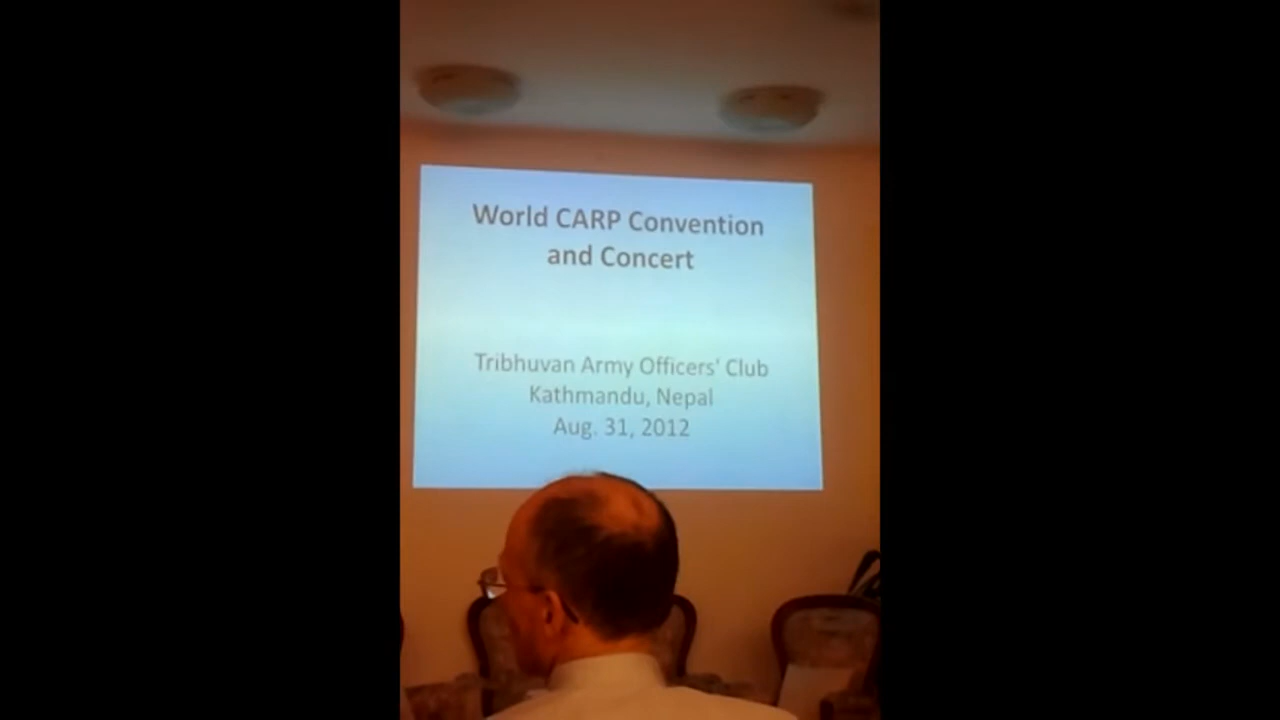 World CARP Convention
and Concert
Tribhuvan Army Officers' Club
Kathmandu, Nepal
Aug. 31, 2012